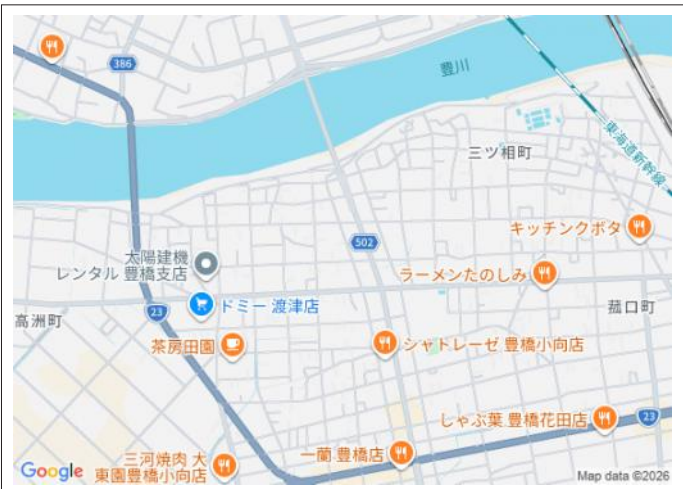 386
豊川
三ツ相町
東海道新幹線
キッチンクボタ
502
太陽建機
レンタル 豊橋支店
ラーメンたのしみ
ドミー 渡津店
23
高洲町
菰口町
茶房田園
シャトレーゼ 豊橋小向店
しゃぶ葉 豊橋花田店
23
一蘭 豊橋店
三河焼肉 大
東園豊橋小向店
Google
Map data ©2026